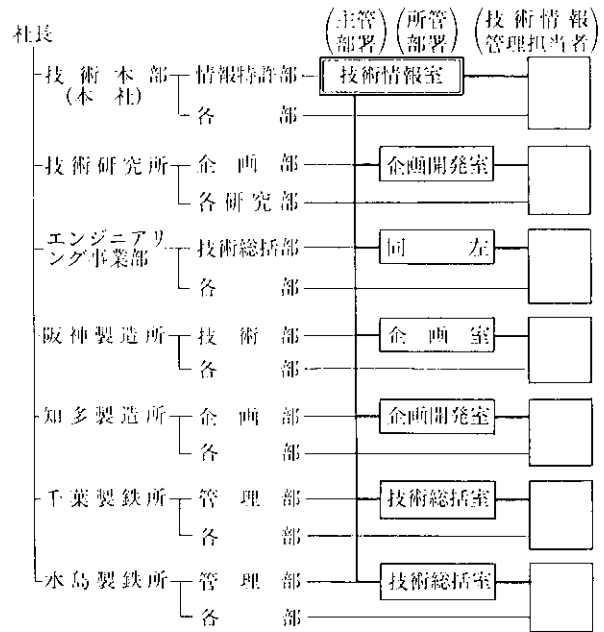 社長
(主管部署) (所管部署) (技術情報管理担当者)
技術本部(本社) 情報特許部 技術情報室
各部
技術研究所 企画部 企画開発室
各研究部
エンジニアリング事業部 技術総括部 同左
各部
阪神製造所 技術部 企画室
各部
知多製造所 企画部 企画開発室
各部
千葉製鉄所 管理部 技術総括室
各部
水島製鉄所 管理部 技術総括室
各部